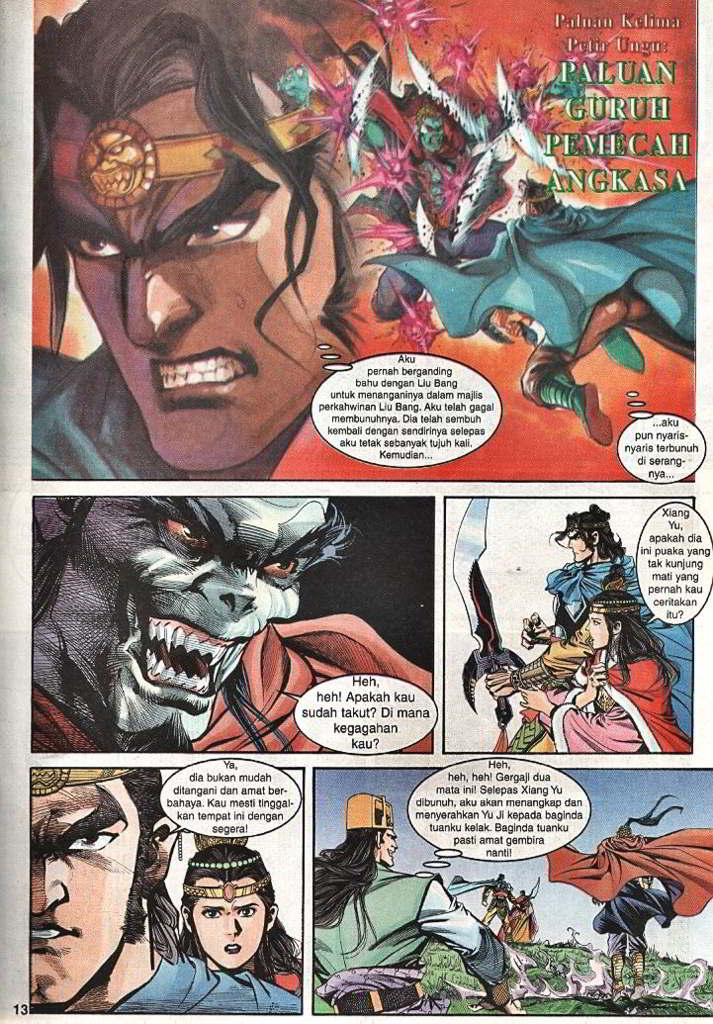 Paluan Kelima
Petir Ungu:
PALUAN
GURUH
PEMECAH
ANGKASA
Aku
pernah berganding
bahu dengan Liu Bang
untuk menanganinya dalam majlis
perkahwinan Liu Bang. Aku telah gagal
membunuhnya. Dia telah sembuh
kembali dengan sendirinya selepas
aku tetak sebanyak tujuh kali.
Kemudian...
...aku
pun nyaris-
nyaris terbunuh
di serang-
nya...
Heh,
heh! Apakah kau
sudah takut? Di mana
kegagahan
kau?
Xiang
Yu,
apakah dia
ini puaka yang
tak kunjung
mati yang
pernah kau
ceritakan
itu?
Ya,
dia bukan mudah
ditangani dan amat ber-
bahaya. Kau mesti tinggal-
kan tempat ini dengan
segera!
Heh,
heh, heh! Gergaji dua
mata ini! Selepas Xiang Yu
dibunuh, aku akan menangkap dan
menyerahkan Yu Ji kepada baginda
tuanku kelak. Baginda tuanku
pasti amat gembira
nanti!
13